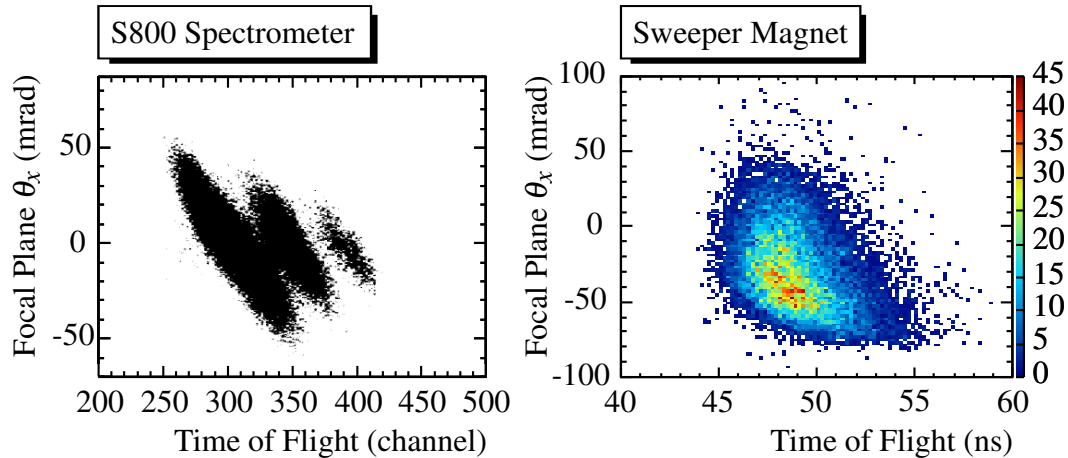 S800 Spectrometer
Focal Plane θx (mrad)
50
0
-50
200 250 300 350 400 450 500
Time of Flight (channel)
Sweeper Magnet
Focal Plane θx (mrad)
100
50
0
-50
-100
40 45 50 55 60
Time of Flight (ns)
45
40
35
30
25
20
15
10
5
0